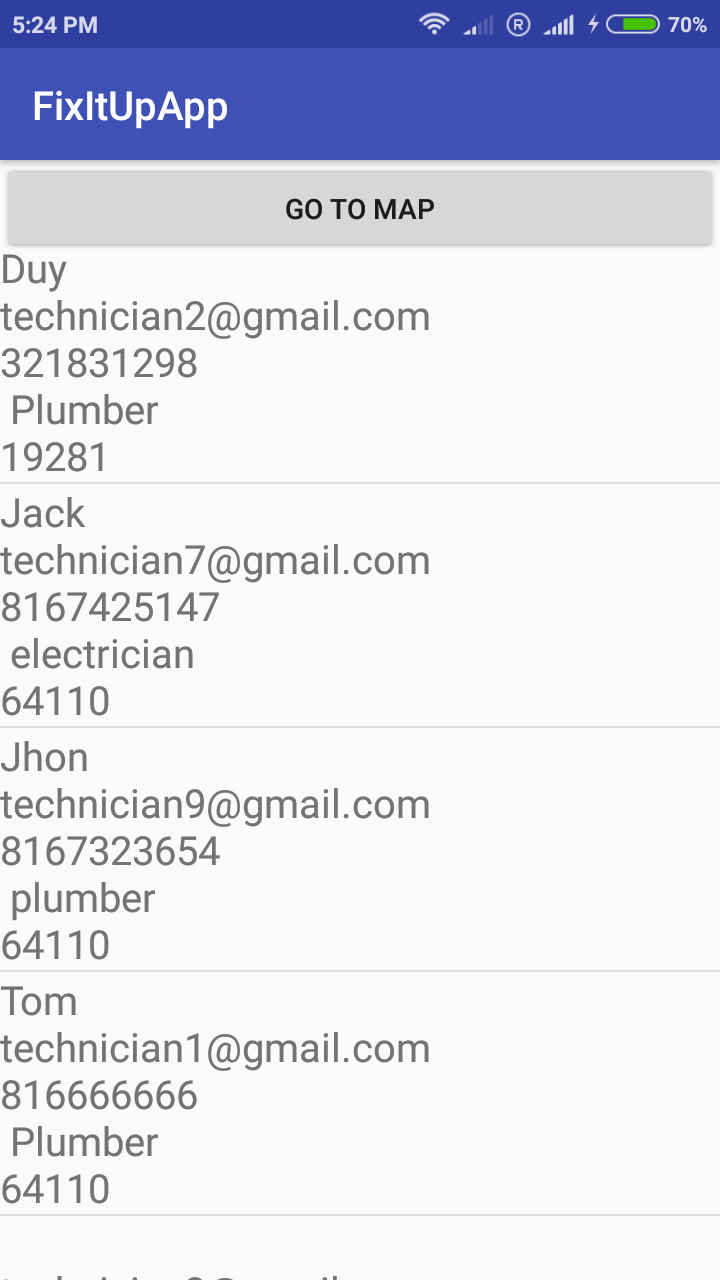 5:24 PM
R
70%
FixItUpApp
GO TO MAP
Duy
technician2@gmail.com
321831298
Plumber
19281
Jack
technician7@gmail.com
8167425147
electrician
64110
Jhon
technician9@gmail.com
8167323654
plumber
64110
Tom
technician1@gmail.com
816666666
Plumber
64110